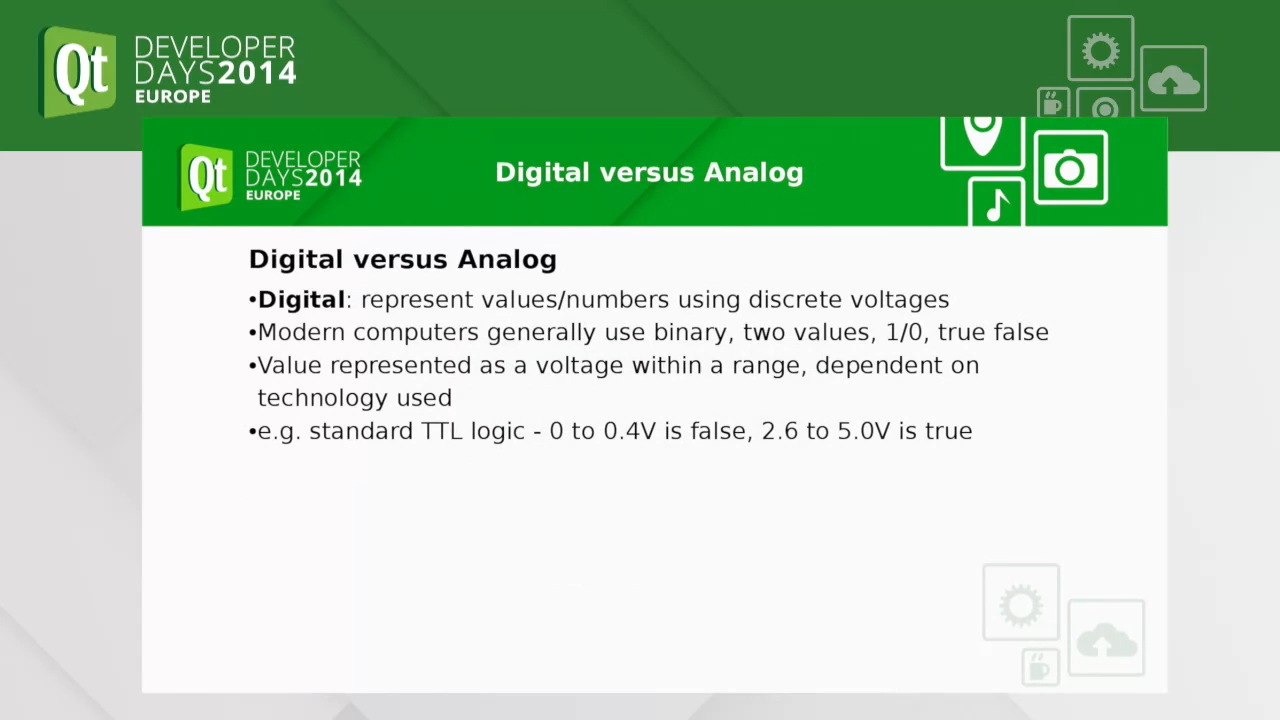 Qt DEVELOPER
DAYS2014
EUROPE
Qt DEVELOPER
DAYS2014
EUROPE
Digital versus Analog
Digital versus Analog
•Digital: represent values/numbers using discrete voltages
•Modern computers generally use binary, two values, 1/0, true false
•Value represented as a voltage within a range, dependent on
technology used
•e.g. standard TTL logic - 0 to 0.4V is false, 2.6 to 5.0V is true